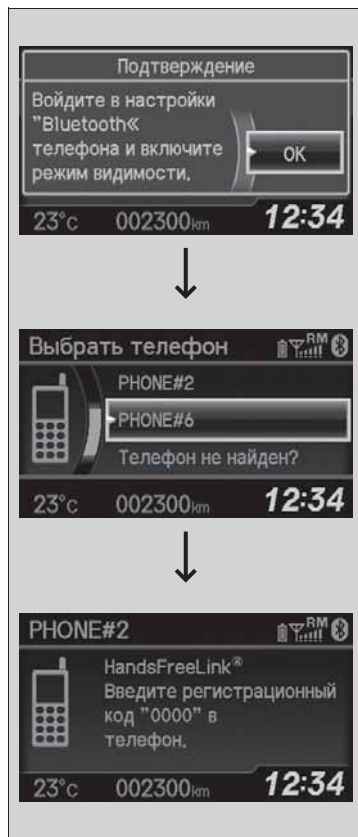 Подтверждение
Войдите в настройки
"Bluetooth«
телефона и включите
режим видимости.
OK
23°c 002300km 12:34
Выбрать телефон RM
PHONE#2
PHONE#6
Телефон не найден?
23°c 002300km 12:34
PHONE#2 RM
HandsFreeLink®
Введите регистрационный
код "0000" в
телефон.
23°c 002300km 12:34